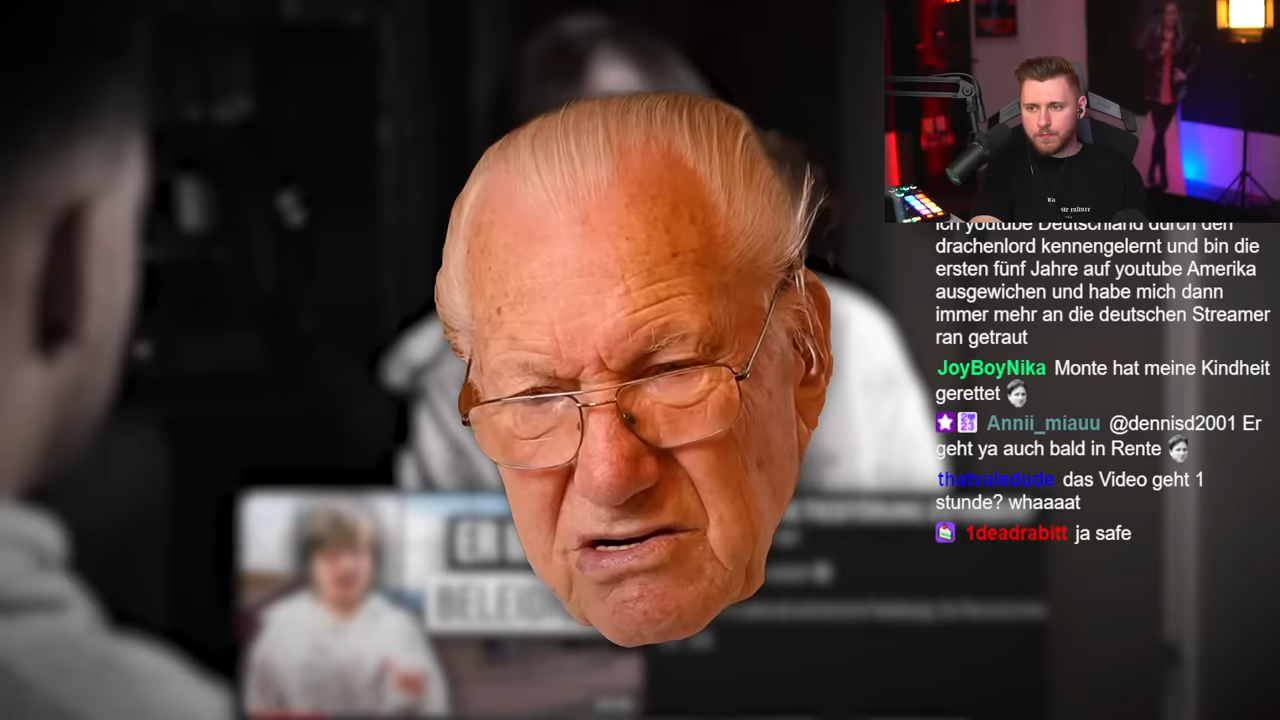 ich youtube Deutschland durch den
drachenlord kennengelernt und bin die
ersten fünf Jahre auf youtube Amerika
ausgewichen und habe mich dann
immer mehr an die deutschen Streamer
ran getraut
JoyBoyNika Monte hat meine Kindheit
gerettet
Annii_miauu @dennisd2001 Er
geht ya auch bald in Rente
thatvaledude das Video geht 1
stunde? whaaaat
1deadrabitt ja safe